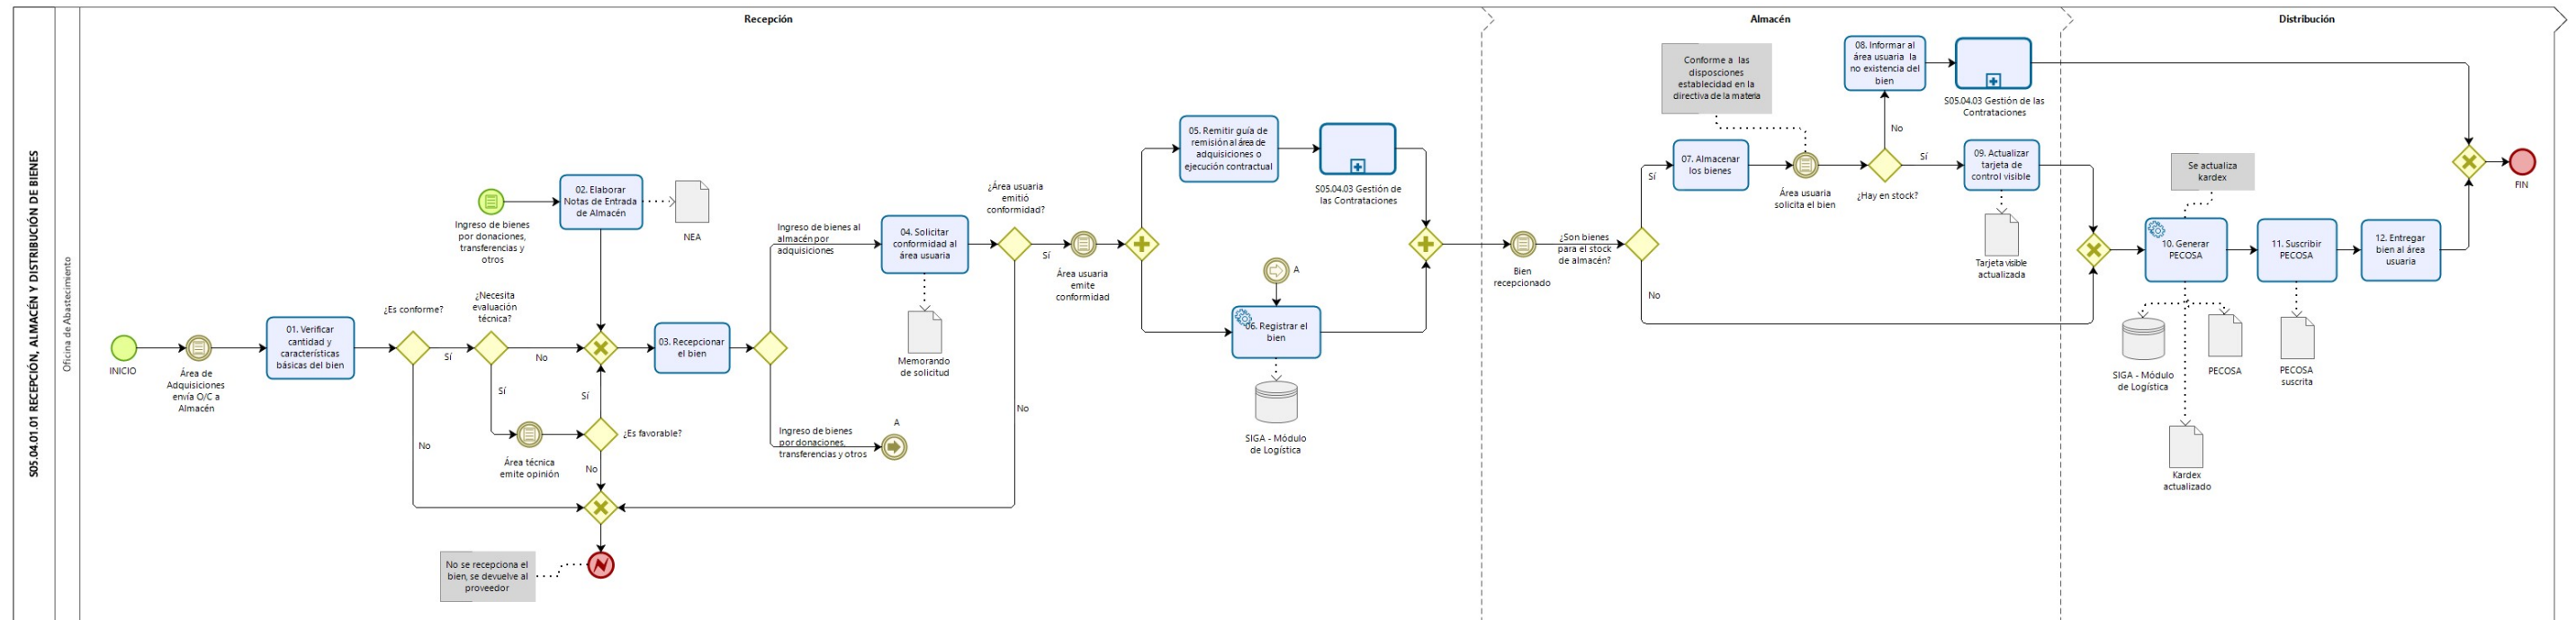 S05.04.01.01 RECEPCIÓN, ALMACÉN Y DISTRIBUCIÓN DE BIENES
Oficina de Abastecimiento
Recepción
INICIO
Área de
Adquisiciones
envía O/C a
Almacén
01. Verificar
cantidad y
características
básicas del bien
¿Es conforme?
Sí
No
¿Necesita
evaluación
técnica?
No
Sí
Ingreso de bienes
por donaciones,
transferencias y
otros
02. Elaborar
Notas de Entrada
de Almacén
NEA
Área técnica
emite opinión
¿Es favorable?
Sí
No
No se recepciona el
bien, se devuelve al
proveedor
03. Recepcionar
el bien
Ingreso de bienes al
almacén por
adquisiciones
Ingreso de bienes
por donaciones,
transferencias y otros
A
04. Solicitar
conformidad al
área usuaria
Memorando
de solicitud
¿Área usuaria
emitió
conformidad?
Sí
No
Área usuaria
emite
conformidad
05. Remitir guía de
remisión al área de
adquisiciones o
ejecución contractual
S05.04.03 Gestión de
las Contrataciones
A
06. Registrar el
bien
SIGA - Módulo
de Logística
Almacén
Bien
recepcionado
¿Son bienes
para el stock
de almacén?
Sí
No
07. Almacenar
los bienes
Conforme a las
disposciones
establecidad en la
directiva de la materia
Área usuaria
solicita el bien
¿Hay en stock?
No
Sí
08. Informar al
área usuaria la
no existencia del
bien
S05.04.03 Gestión de las
Contrataciones
09. Actualizar
tarjeta de
control visible
Tarjeta visible
actualizada
Distribución
Se actualiza
kardex
10. Generar
PECOSA
SIGA - Módulo
de Logística
PECOSA
Kardex
actualizado
11. Suscribir
PECOSA
PECOSA
suscrita
12. Entregar
bien al área
usuaria
FIN